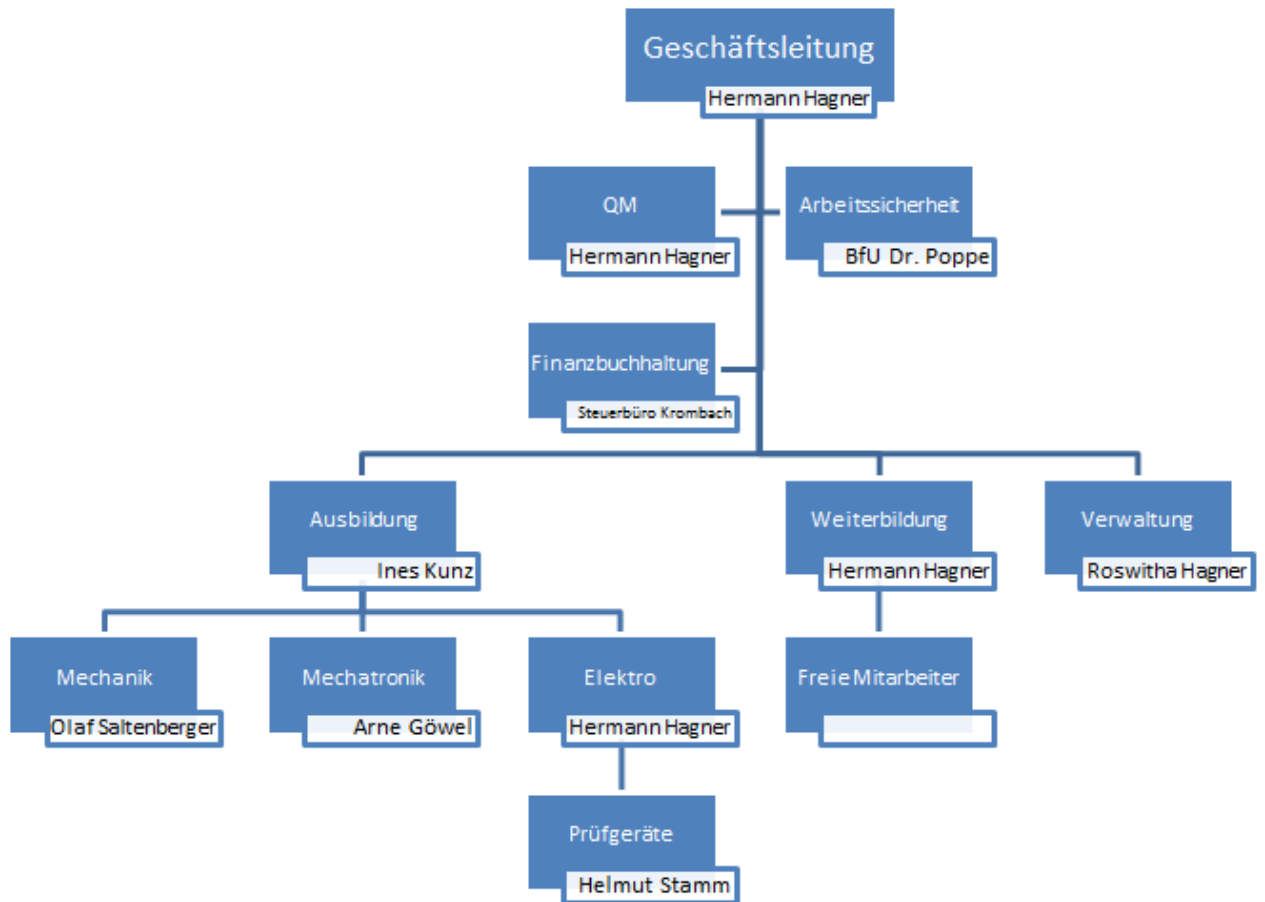 Geschäftsleitung
Hermann Hagner
QM
Hermann Hagner
Arbeitssicherheit
BfU Dr. Poppe
Finanzbuchhaltung
Steuerbüro Krombach
Ausbildung
Ines Kunz
Weiterbildung
Hermann Hagner
Verwaltung
Roswitha Hagner
Mechanik
Olaf Saltenberger
Mechatronik
Arne Göwel
Elektro
Hermann Hagner
Freie Mitarbeiter
Prüfgeräte
Helmut Stamm